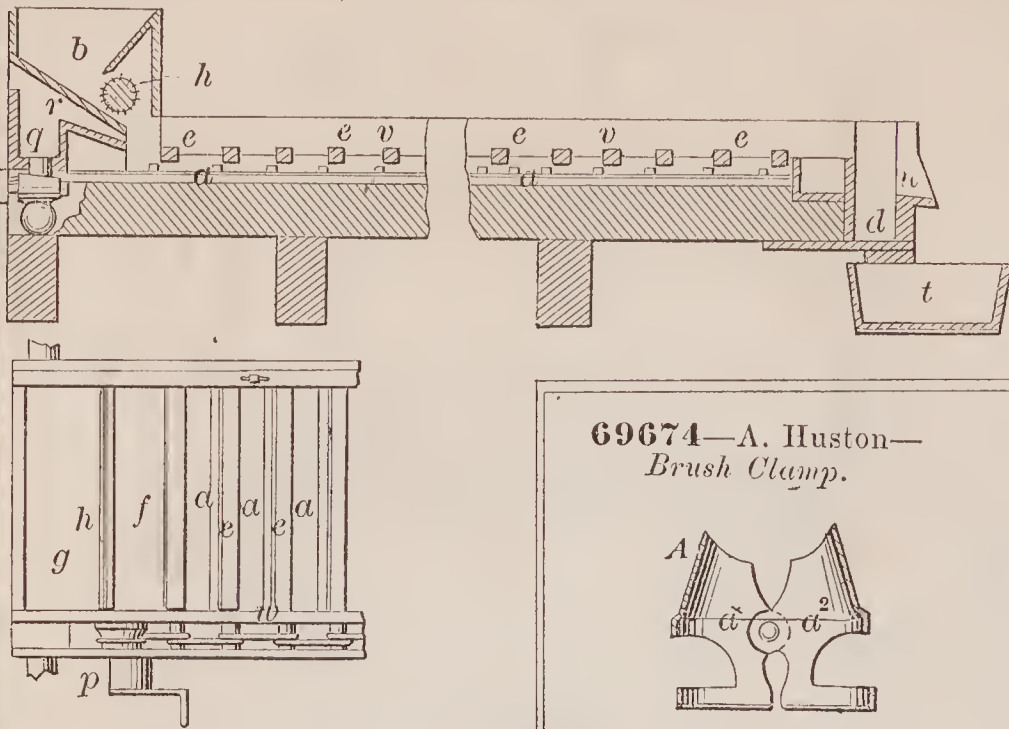 b
h
r
q
e e v e v e
a a
n
d
t
69674—A. Huston—
Brush Clamp.
h f d e a e a
g
w
p
A
a²